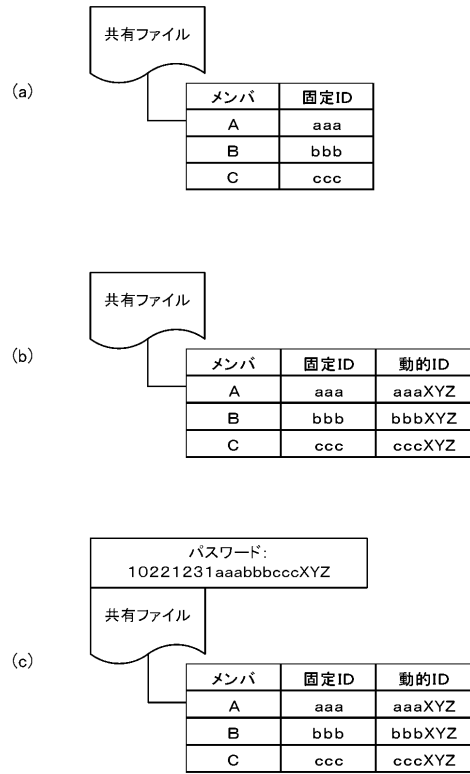 (a)
共有ファイル
メンバ 固定ID
A aaa
B bbb
C ccc
(b)
共有ファイル
メンバ 固定ID 動的ID
A aaa aaaXYZ
B bbb bbbXYZ
C ccc cccXYZ
(c)
パスワード:
10221231aaabbbcccXYZ
共有ファイル
メンバ 固定ID 動的ID
A aaa aaaXYZ
B bbb bbbXYZ
C ccc cccXYZ